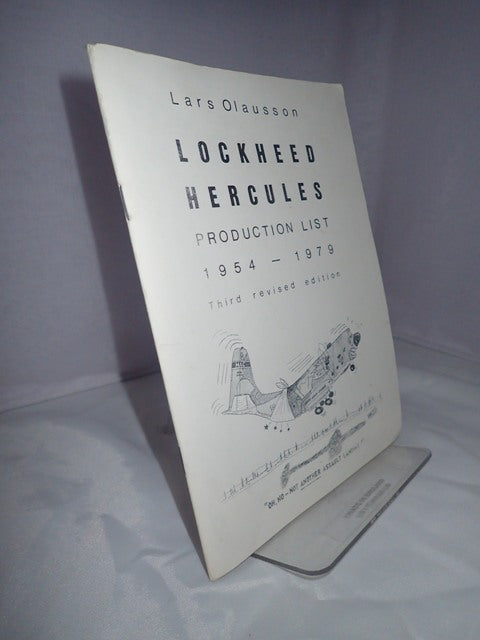 Lars Olausson
LOCKHEED
HERCULES
PRODUCTION LIST
1954 — 1979
Third revised edition
"OH, NO — NOT ANOTHER ASSAULT LANDING!"